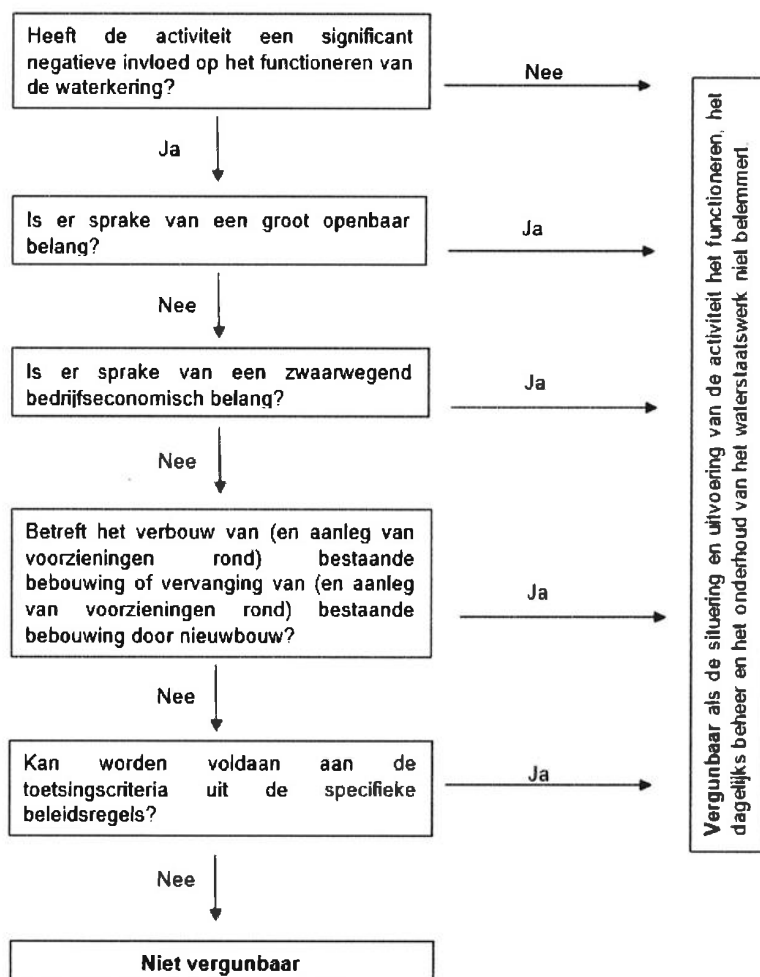 Heeft de activiteit een significant
negatieve invloed op het functioneren van
de waterkering?
Nee
Ja
Is er sprake van een groot openbaar
belang?
Ja
Nee
Is er sprake van een zwaarwegend
bedrijfseconomisch belang?
Ja
Nee
Betreft het verbouw van (en aanleg van
voorzieningen rond) bestaande
bebouwing of vervanging van (en aanleg
van voorzieningen rond) bestaande
bebouwing door nieuwbouw?
Ja
Nee
Kan worden voldaan aan de
toetsingscriteria uit de specifieke
beleidsregels?
Ja
Nee
Niet vergunbaar
Vergunbaar als de situering en uitvoering van de activiteit het functioneren, het
dagelijks beheer en het onderhoud van het waterstaatswerk niet belemmert.